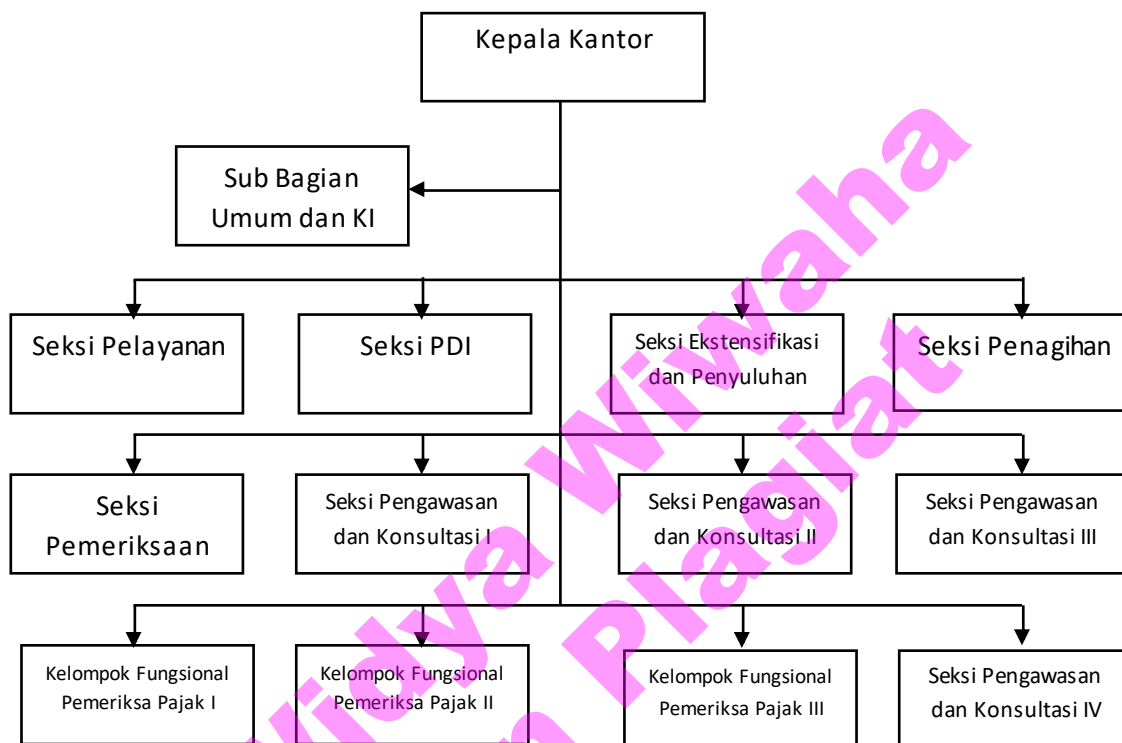 Kepala Kantor
Sub Bagian
Umum dan KI
Seksi Pelayanan
Seksi PDI
Seksi Ekstensifikasi
dan Penyuluhan
Seksi Penagihan
Seksi
Pemeriksaan
Seksi Pengawasan
dan Konsultasi I
Seksi Pengawasan
dan Konsultasi II
Seksi Pengawasan
dan Konsultasi III
Kelompok Fungsional
Pemeriksa Pajak I
Kelompok Fungsional
Pemeriksa Pajak II
Kelompok Fungsional
Pemeriksa Pajak III
Seksi Pengawasan
dan Konsultasi IV
Widya Wiwaha
Plagiat